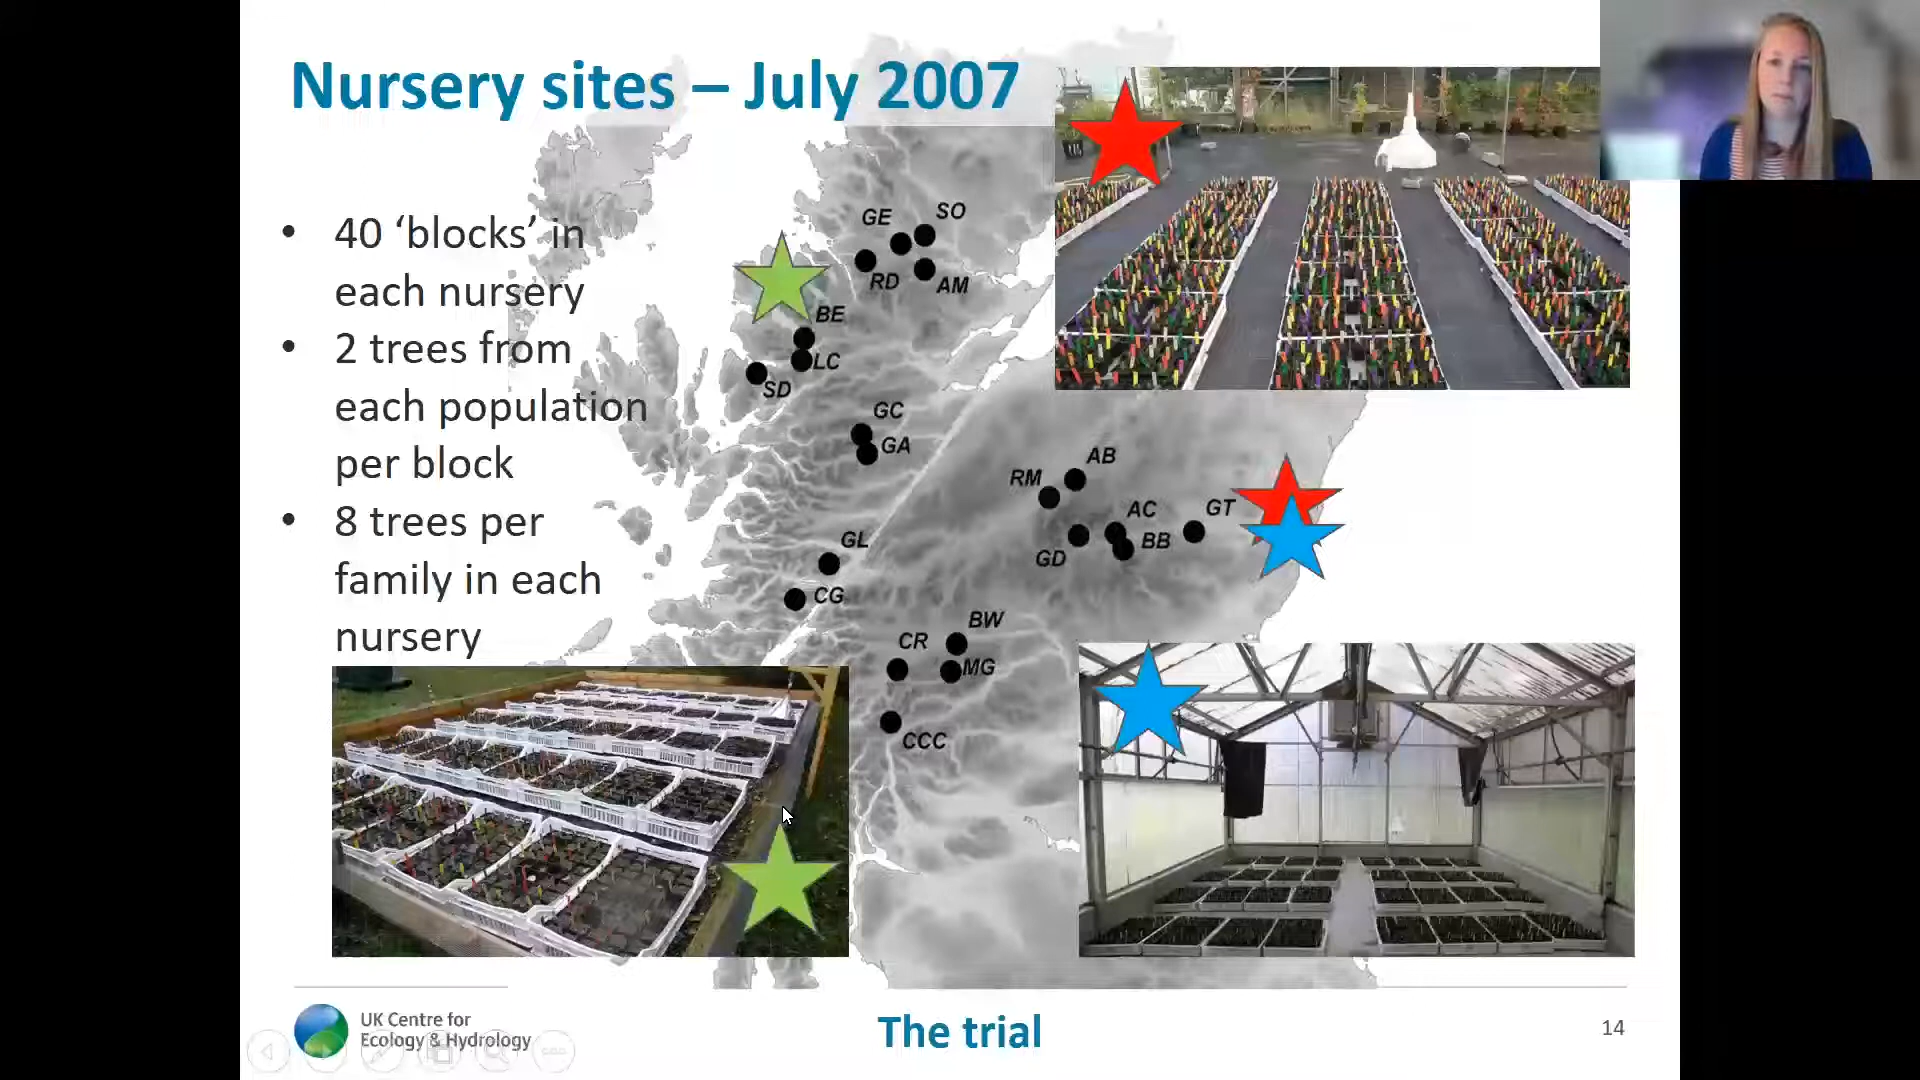 Nursery sites – July 2007
• 40 ‘blocks’ in
each nursery
• 2 trees from
each population
per block
• 8 trees per
family in each
nursery
GE
SO
RD
AM
BE
LC
SD
GC
GA
AB
RM
AC
GT
BB
GD
GL
CG
BW
CR
MG
CCC
UK Centre for
Ecology & Hydrology
The trial
14